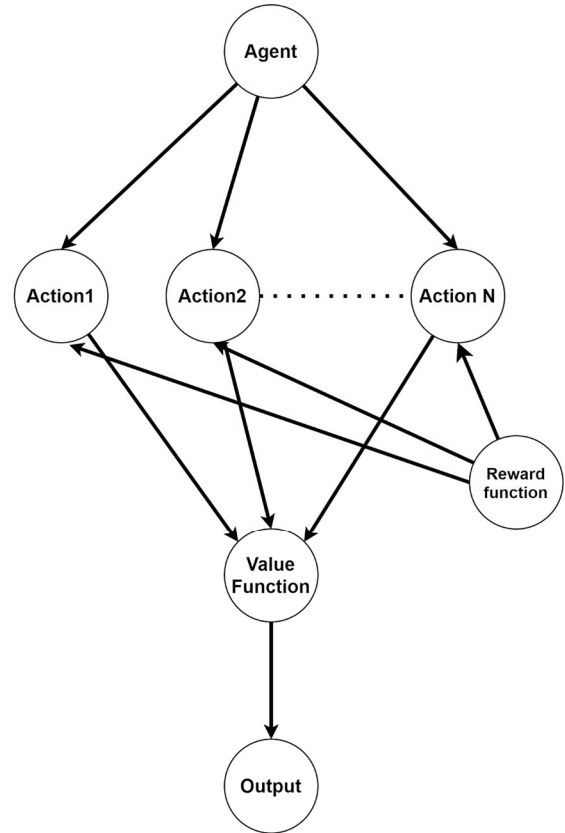 Agent
Action1
Action2
Action N
Reward
function
Value
Function
Output